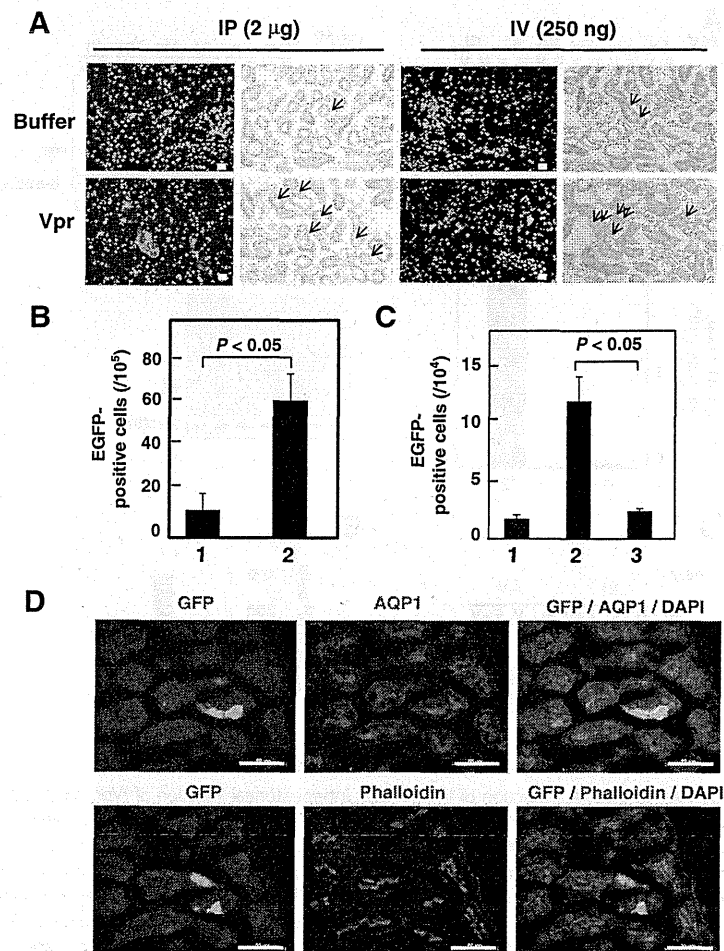 A
IP (2 µg)
IV (250 ng)
Buffer
Vpr
B
EGFP-
positive cells (/10⁵)
80
60
40
20
0
P < 0.05
1 2
C
EGFP-
positive cells (/10⁴)
15
10
5
0
P < 0.05
1 2 3
D
GFP
AQP1
GFP / AQP1 / DAPI
GFP
Phalloidin
GFP / Phalloidin / DAPI